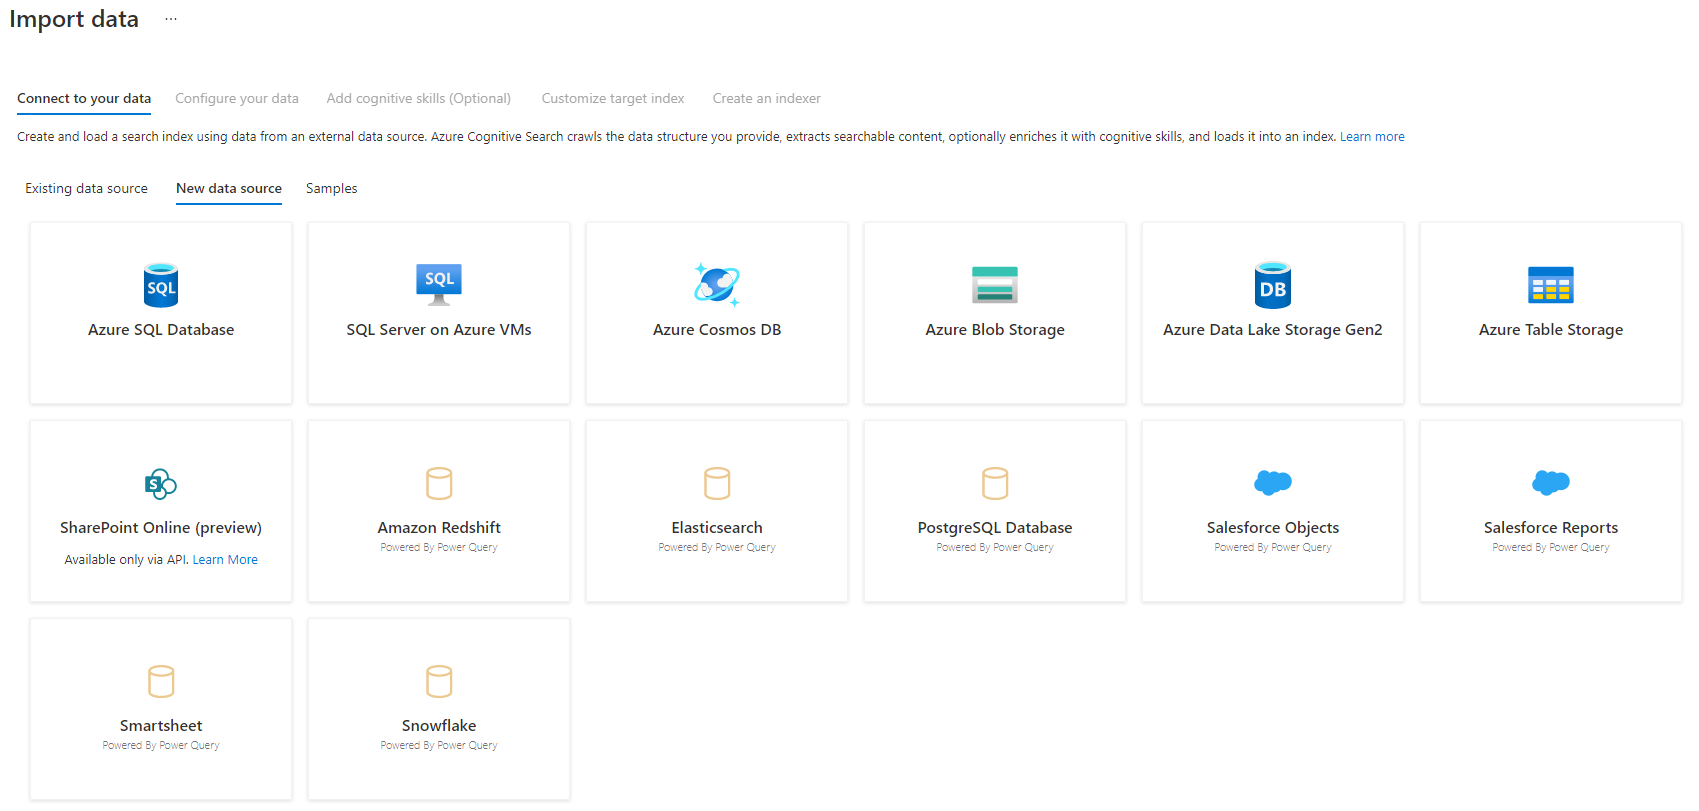 Import data ...
Connect to your data Configure your data Add cognitive skills (Optional) Customize target index Create an indexer
Create and load a search index using data from an external data source. Azure Cognitive Search crawls the data structure you provide, extracts searchable content, optionally enriches it with cognitive skills, and loads it into an index. Learn more
Existing data source New data source Samples
SQL
Azure SQL Database
SQL
SQL Server on Azure VMs
Azure Cosmos DB
Azure Blob Storage
DB
Azure Data Lake Storage Gen2
Azure Table Storage
S
SharePoint Online (preview)
Available only via API. Learn More
Amazon Redshift
Powered By Power Query
Elasticsearch
Powered By Power Query
PostgreSQL Database
Powered By Power Query
Salesforce Objects
Powered By Power Query
Salesforce Reports
Powered By Power Query
Smartsheet
Powered By Power Query
Snowflake
Powered By Power Query